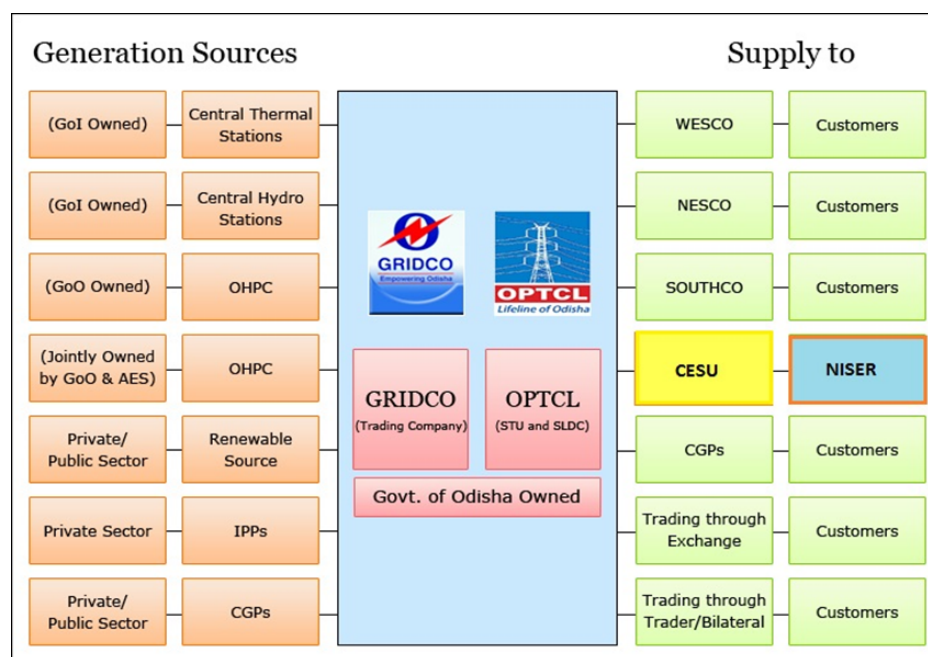 Generation Sources
Supply to
(GoI Owned)
Central Thermal
Stations
WESCO
Customers
(GoI Owned)
Central Hydro
Stations
NESCO
Customers
GRIDCO
Empowering Odisha
OPTCL
Lifeline of Odisha
(GoO Owned)
OHPC
SOUTHCO
Customers
(Jointly Owned
by GoO & AES)
OHPC
CESU
NISER
GRIDCO
(Trading Company)
OPTCL
(STU and SLDC)
Private/
Public Sector
Renewable
Source
CGPs
Customers
Govt. of Odisha Owned
Private Sector
IPPs
Trading through
Exchange
Customers
Private/
Public Sector
CGPs
Trading through
Trader/Bilateral
Customers